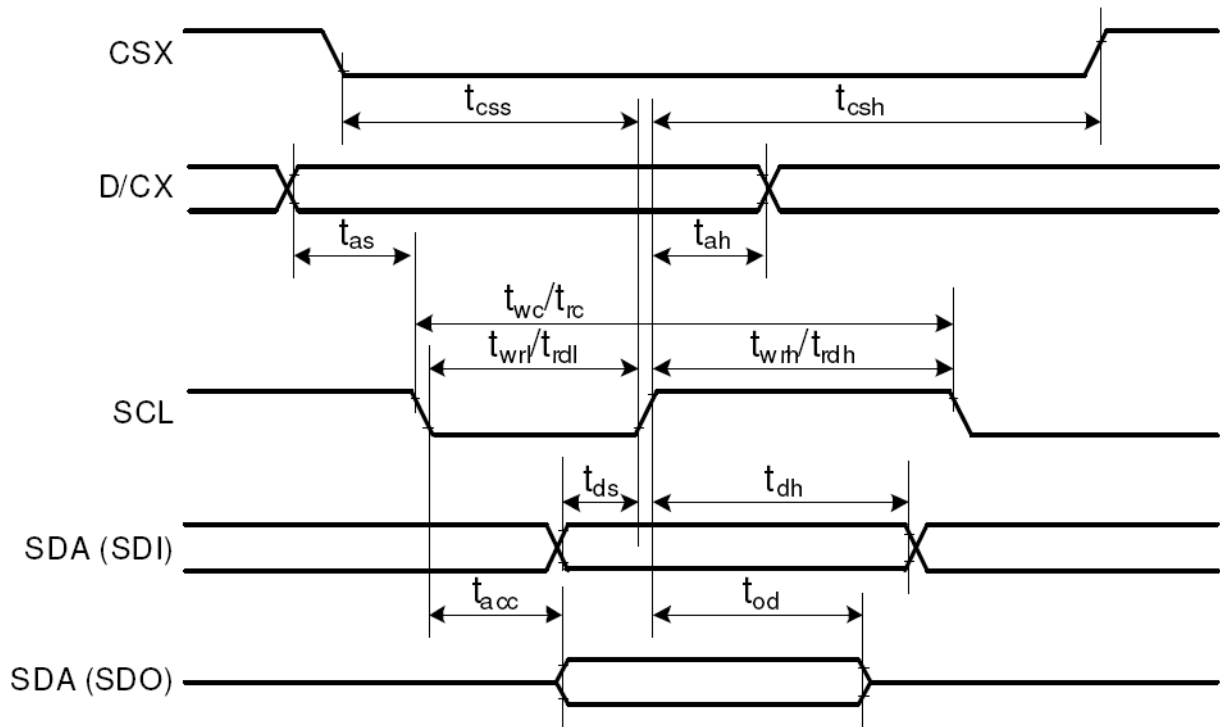 CSX
t_css t_csh
D/CX
t_as t_ah
t_wc/t_rc
t_wrl/t_rdl t_wrh/t_rdh
SCL
t_ds t_dh
SDA (SDI)
t_acc t_od
SDA (SDO)